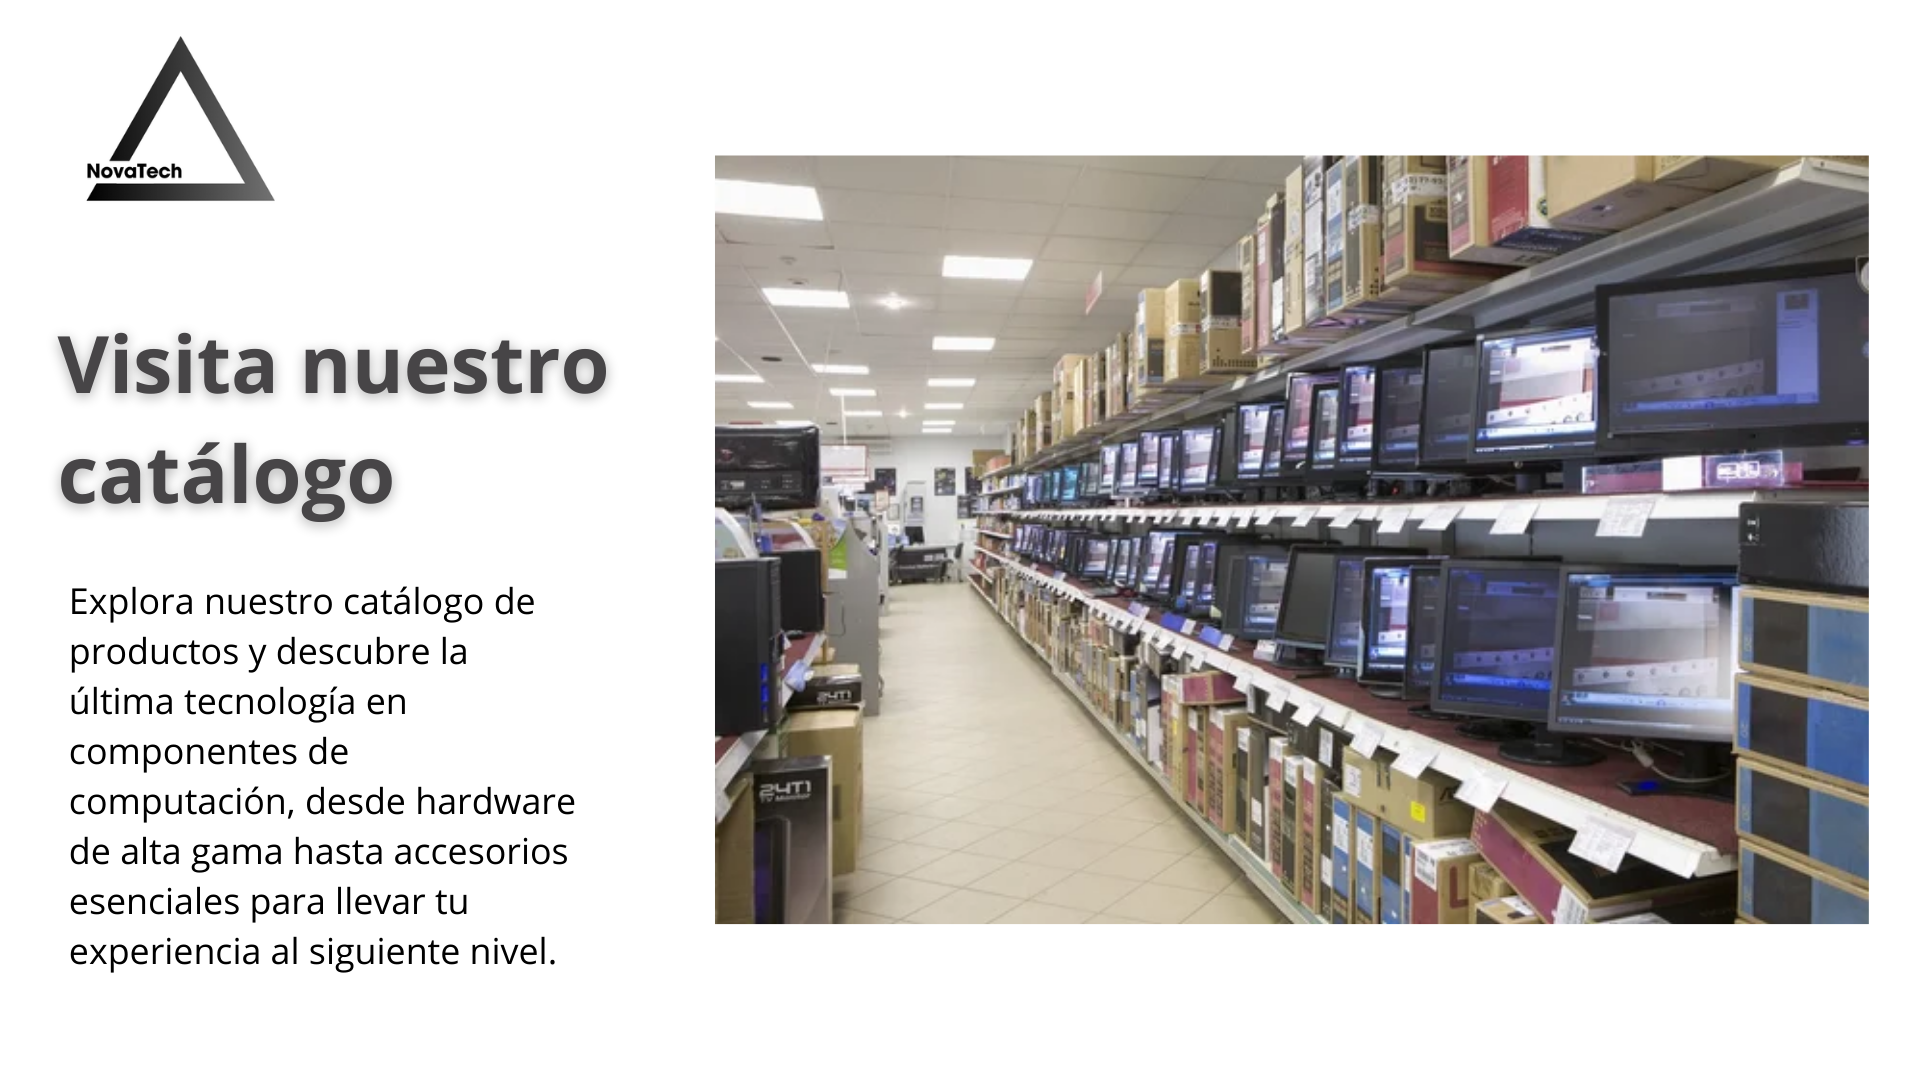 NovaTech
Visita nuestro
catálogo
Explora nuestro catálogo de
productos y descubre la
última tecnología en
componentes de
computación, desde hardware
de alta gama hasta accesorios
esenciales para llevar tu
experiencia al siguiente nivel.
24T1
24T1
TV Monitor